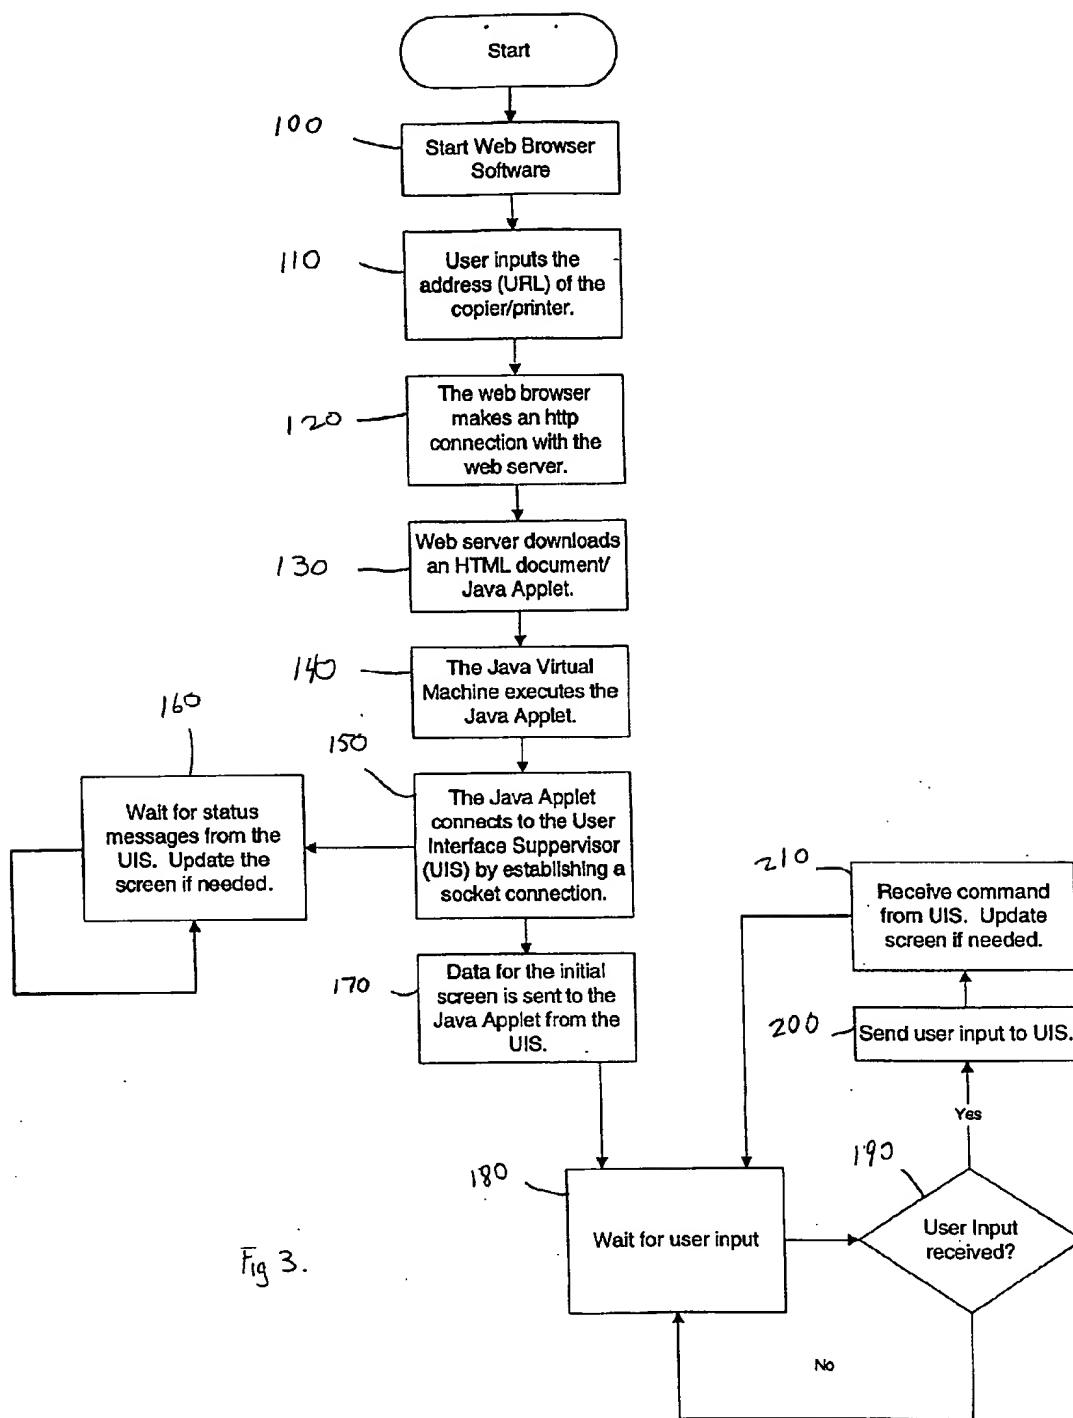 Start
100
Start Web Browser
Software
110
User inputs the
address (URL) of the
copier/printer.
120
The web browser
makes an http
connection with the
web server.
130
Web server downloads
an HTML document/
Java Applet.
140
The Java Virtual
Machine executes the
Java Applet.
150
The Java Applet
connects to the User
Interface Suppervisor
(UIS) by establishing a
socket connection.
160
Wait for status
messages from the
UIS. Update the
screen if needed.
170
Data for the initial
screen is sent to the
Java Applet from the
UIS.
180
Wait for user input
190
User Input
received?
Yes
No
200
Send user input to UIS.
210
Receive command
from UIS. Update
screen if needed.
Fig 3.